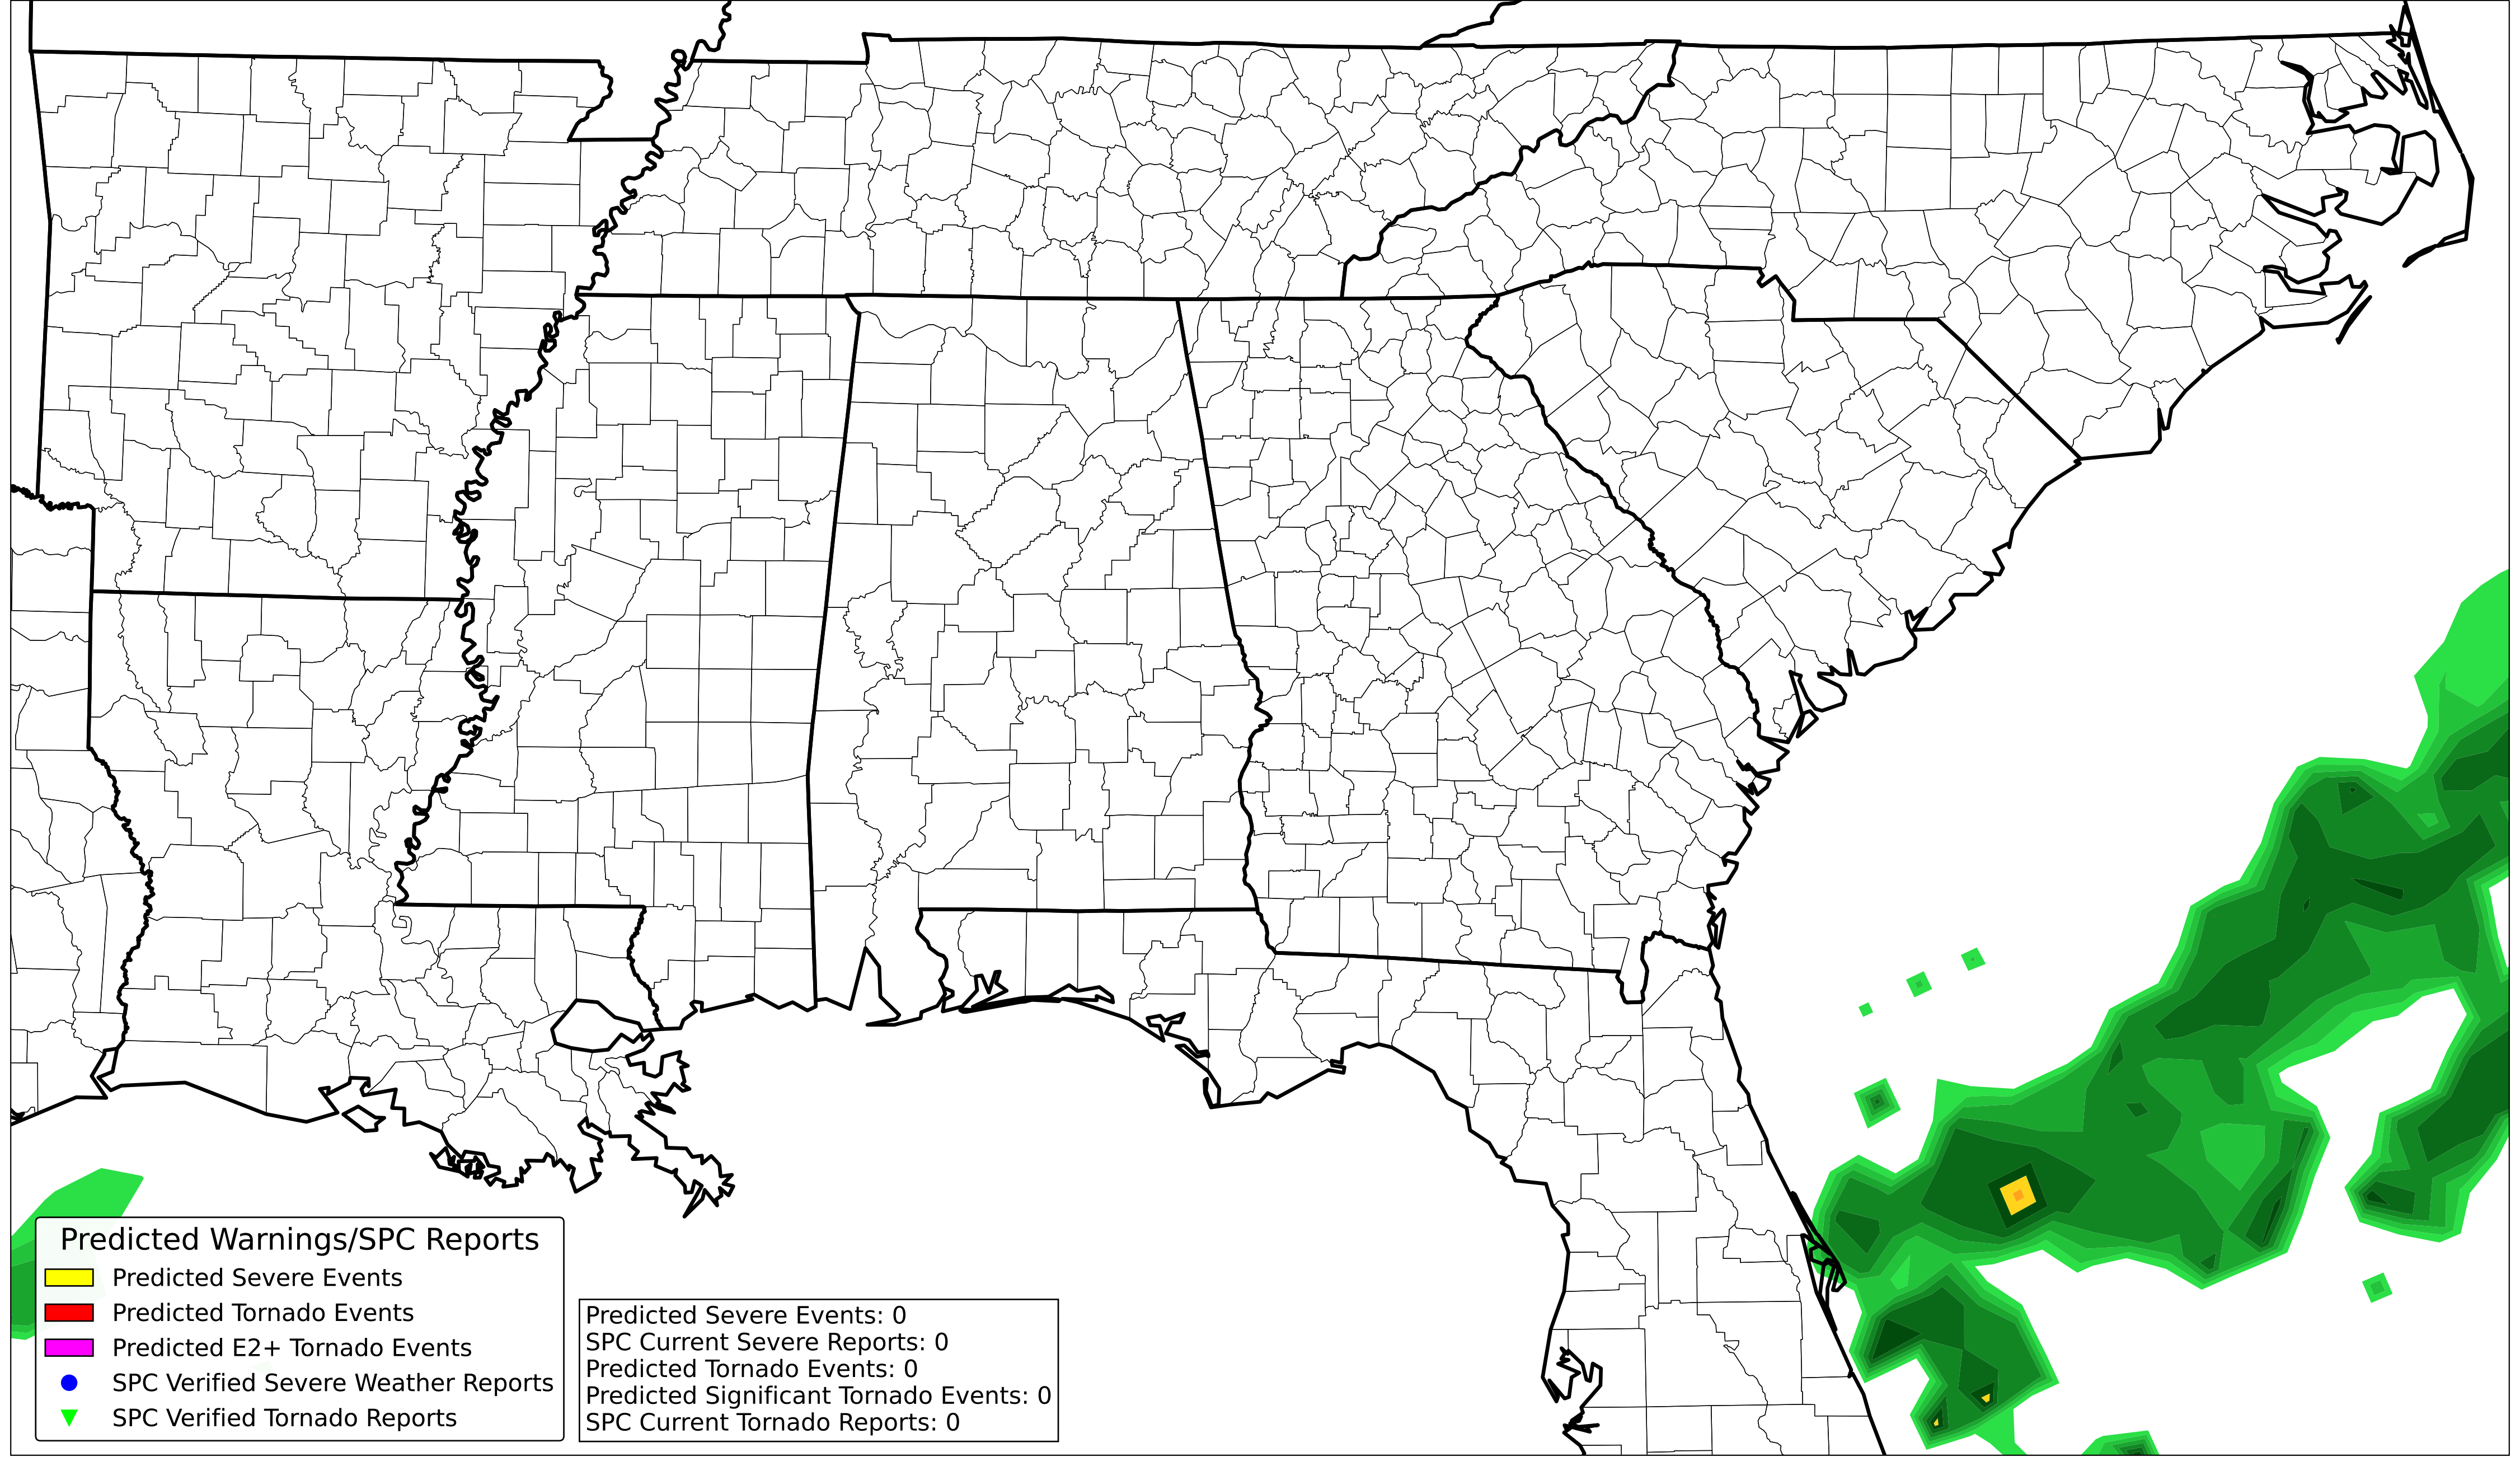 Predicted Warnings/SPC Reports
Predicted Severe Events
Predicted Tornado Events
Predicted E2+ Tornado Events
SPC Verified Severe Weather Reports
SPC Verified Tornado Reports
Predicted Severe Events: 0
SPC Current Severe Reports: 0
Predicted Tornado Events: 0
Predicted Significant Tornado Events: 0
SPC Current Tornado Reports: 0